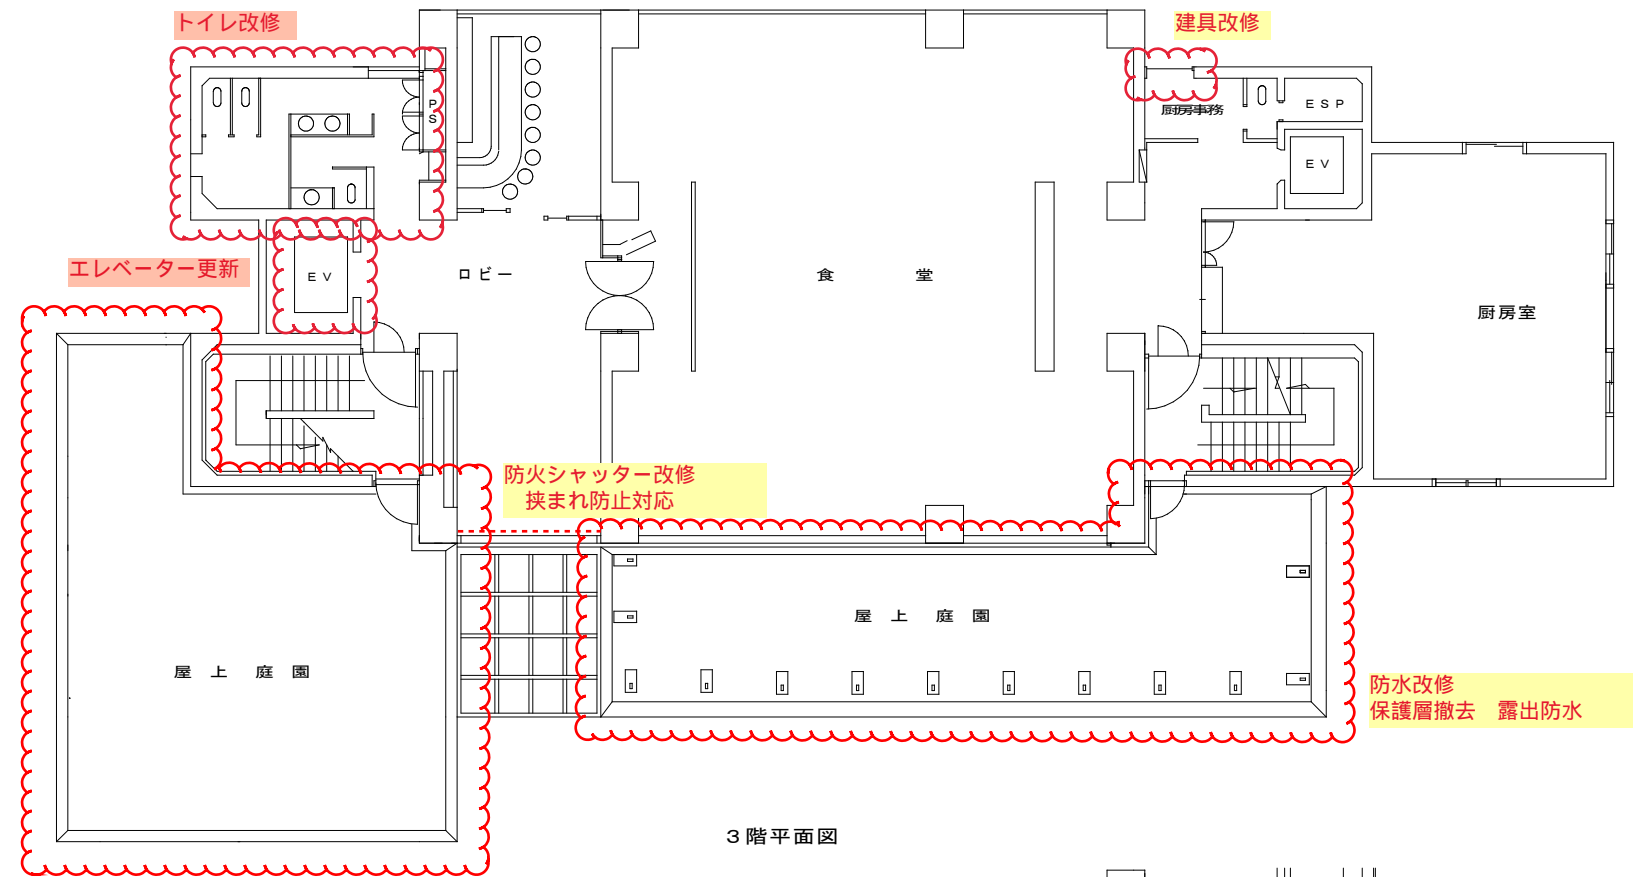 トイレ改修
建具改修
PS
厨房事務
ESP
EV
エレベーター更新
EV
ロビー
食堂
厨房室
防火シャッター改修
挟まれ防止対応
屋上庭園
屋上庭園
防水改修
保護層撤去　露出防水
3階平面図